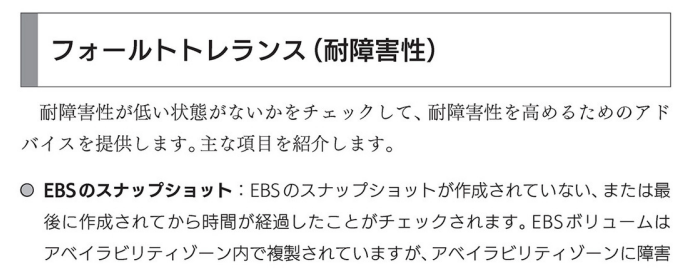 フォールトトレランス（耐障害性）
耐障害性が低い状態がないかをチェックして、耐障害性を高めるためのアド
バイスを提供します。主な項目を紹介します。
● EBSのスナップショット：EBSのスナップショットが作成されていない、または最
後に作成されてから時間が経過したことがチェックされます。EBSボリュームは
アベイラビリティゾーン内で複製されていますが、アベイラビリティゾーンに障害